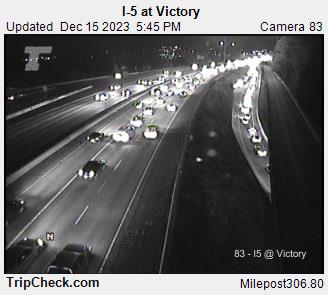 I-5 at Victory
Updated Dec 15 2023 5:45 PM Camera 83
T
N
83 - I5 @ Victory
TripCheck.com Milepost306.80